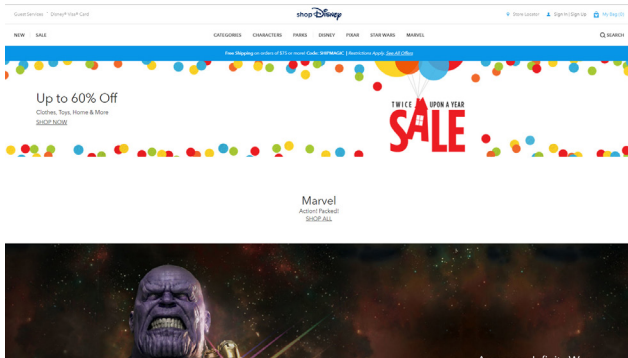 Guest Services Disney® Visa® Card
shop Disney
Store Locator Sign In | Sign Up My Bag (0)
NEW SALE
CATEGORIES CHARACTERS PARKS DISNEY PIXAR STAR WARS MARVEL
SEARCH
Free Shipping on orders of $75 or more! Code: SHIPMAGIC | Restrictions Apply. See All Offers
Up to 60% Off
Clothes, Toys, Home & More
SHOP NOW
TWICE UPON A YEAR
SALE
Marvel
Action! Packed!
SHOP ALL